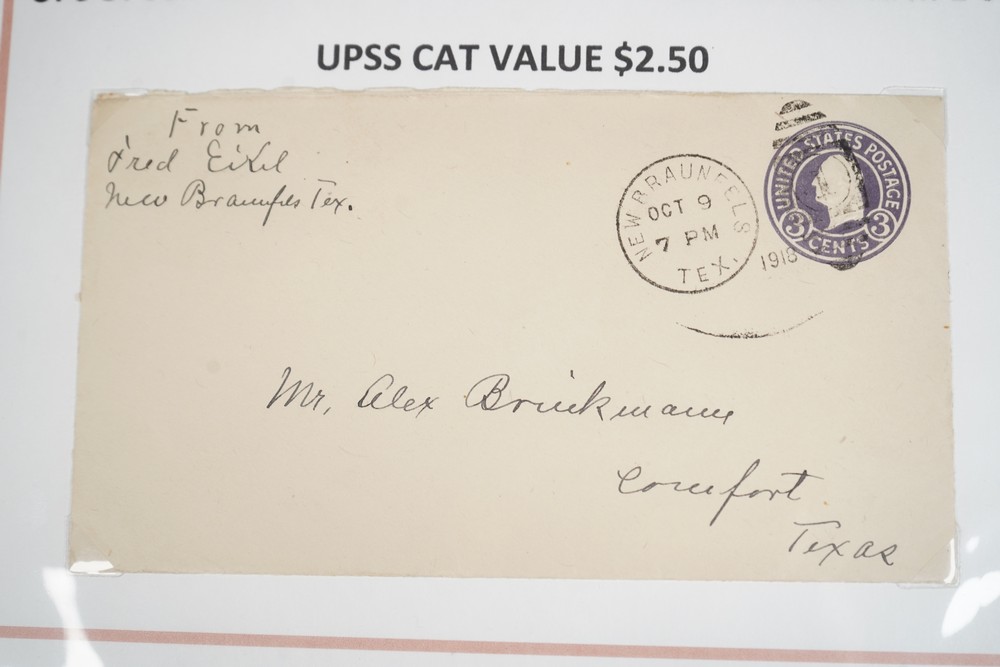 UPSS CAT VALUE $2.50
From
Fred Eikel
New Braunfels Tex.
NEW BRAUNFELS
OCT 9
7 PM
TEX.
1918
UNITED STATES POSTAGE
3 CENTS 3
Mr. Alex Brinkmann
Comfort
Texas